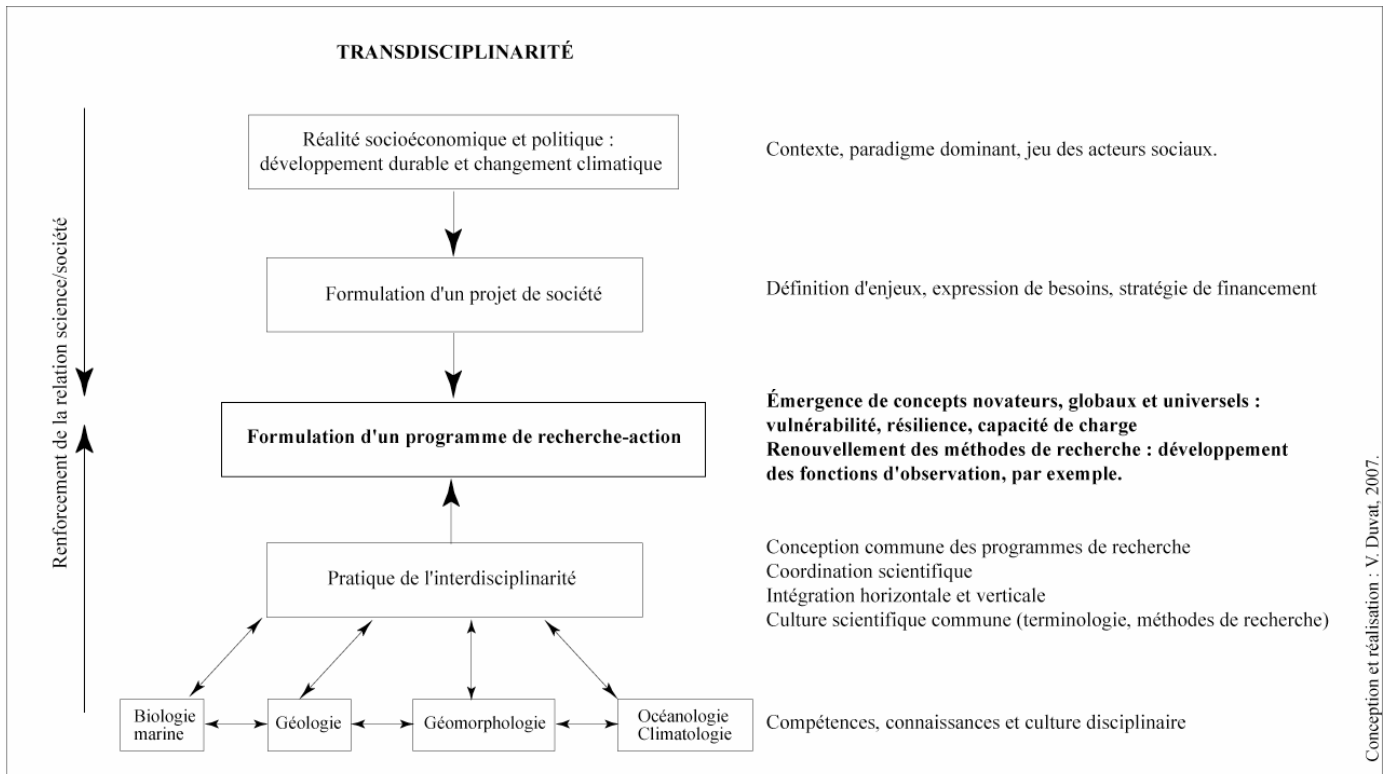 TRANSDISCIPLINARITÉ
Réalité socioéconomique et politique :
développement durable et changement climatique
Contexte, paradigme dominant, jeu des acteurs sociaux.
Formulation d'un projet de société
Définition d'enjeux, expression de besoins, stratégie de financement
Renforcement de la relation science/société
Formulation d'un programme de recherche-action
Émergence de concepts novateurs, globaux et universels :
vulnérabilité, résilience, capacité de charge
Renouvellement des méthodes de recherche : développement
des fonctions d'observation, par exemple.
Pratique de l'interdisciplinarité
Conception commune des programmes de recherche
Coordination scientifique
Intégration horizontale et verticale
Culture scientifique commune (terminologie, méthodes de recherche)
Biologie
marine
Géologie
Géomorphologie
Océanologie
Climatologie
Compétences, connaissances et culture disciplinaire
Conception et réalisation : V. Duvat, 2007.